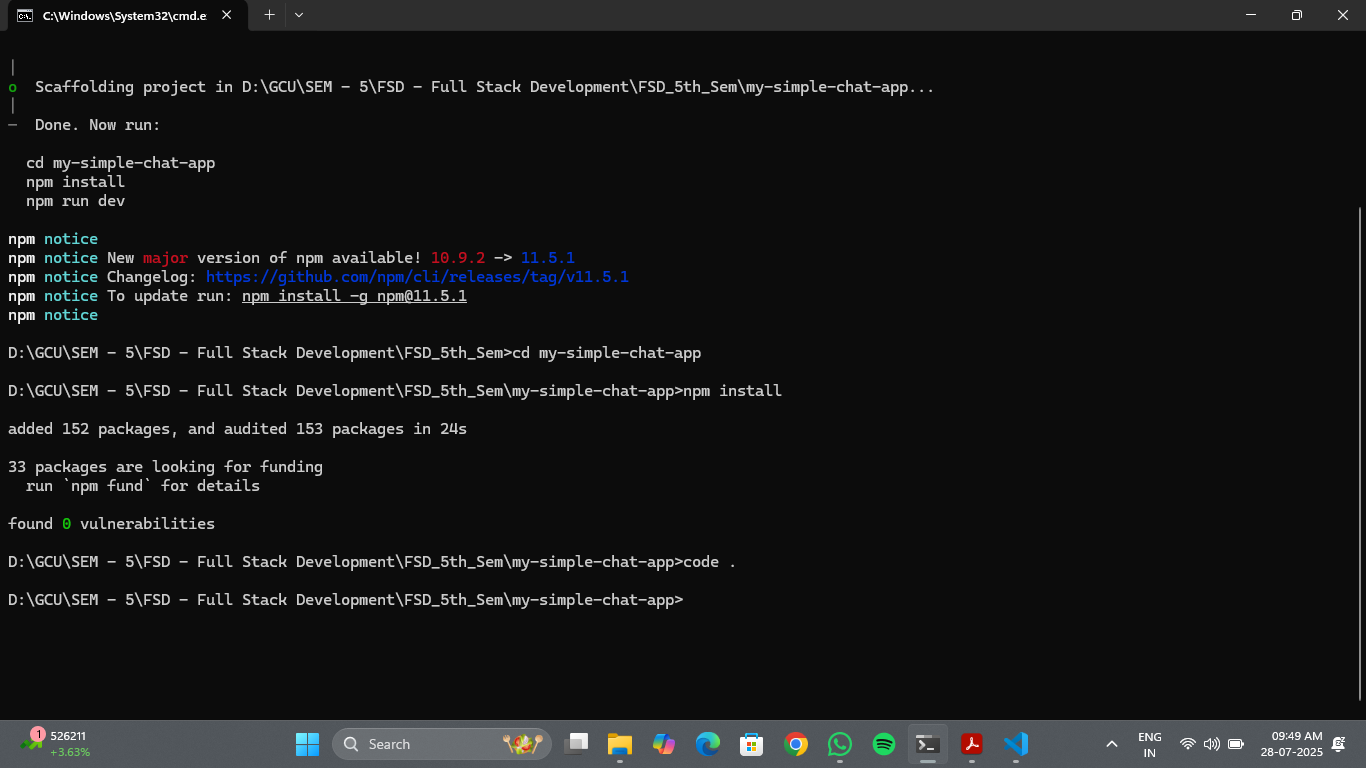 C:\Windows\System32\cmd.e
Scaffolding project in D:\GCU\SEM - 5\FSD - Full Stack Development\FSD_5th_Sem\my-simple-chat-app...
Done. Now run:
cd my-simple-chat-app
npm install
npm run dev
npm notice
npm notice New major version of npm available! 10.9.2 -> 11.5.1
npm notice Changelog: https://github.com/npm/cli/releases/tag/v11.5.1
npm notice To update run: npm install -g npm@11.5.1
npm notice
D:\GCU\SEM - 5\FSD - Full Stack Development\FSD_5th_Sem>cd my-simple-chat-app
D:\GCU\SEM - 5\FSD - Full Stack Development\FSD_5th_Sem\my-simple-chat-app>npm install
added 152 packages, and audited 153 packages in 24s
33 packages are looking for funding
run `npm fund` for details
found 0 vulnerabilities
D:\GCU\SEM - 5\FSD - Full Stack Development\FSD_5th_Sem\my-simple-chat-app>code .
D:\GCU\SEM - 5\FSD - Full Stack Development\FSD_5th_Sem\my-simple-chat-app>
1
526211
+3.63%
Search
ENG
IN
09:49 AM
28-07-2025